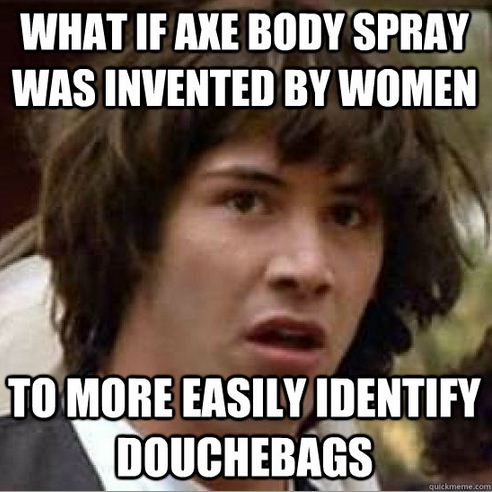 WHAT IF AXE BODY SPRAY
WAS INVENTED BY WOMEN
TO MORE EASILY IDENTIFY
DOUCHEBAGS
quickmeme.com